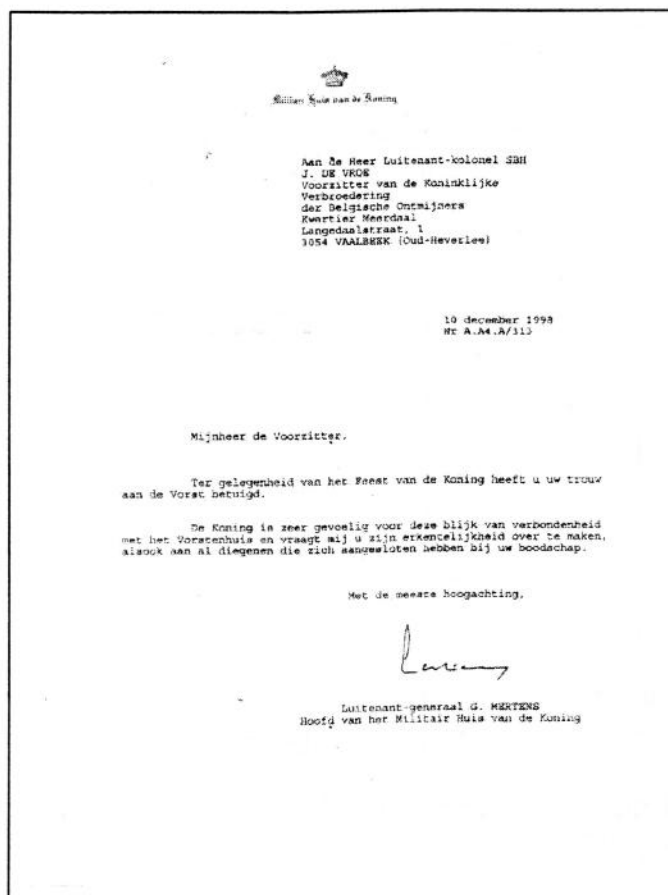 Militair Huis van de Koning
Aan de Heer Luitenant-kolonel SBH
J. DE VROE
Voorzitter van de Koninklijke
Verbroedering
der Belgische Ontmijners
Kwartier Meerdaal
Langedaalstraat, 1
3054 VAALBEEK (Oud-Heverlee)
10 december 1998
Nr A.A4.A/313
Mijnheer de Voorzitter,
Ter gelegenheid van het Feest van de Koning heeft u uw trouw
aan de Vorst betuigd.
De Koning is zeer gevoelig voor deze blijk van verbondenheid
met het Vorstenhuis en vraagt mij u zijn erkentelijkheid over te maken,
alsook aan al diegenen die zich aangesloten hebben bij uw boodschap.
Met de meeste hoogachting,
Luitenant-generaal G. MERTENS
Hoofd van het Militair Huis van de Koning